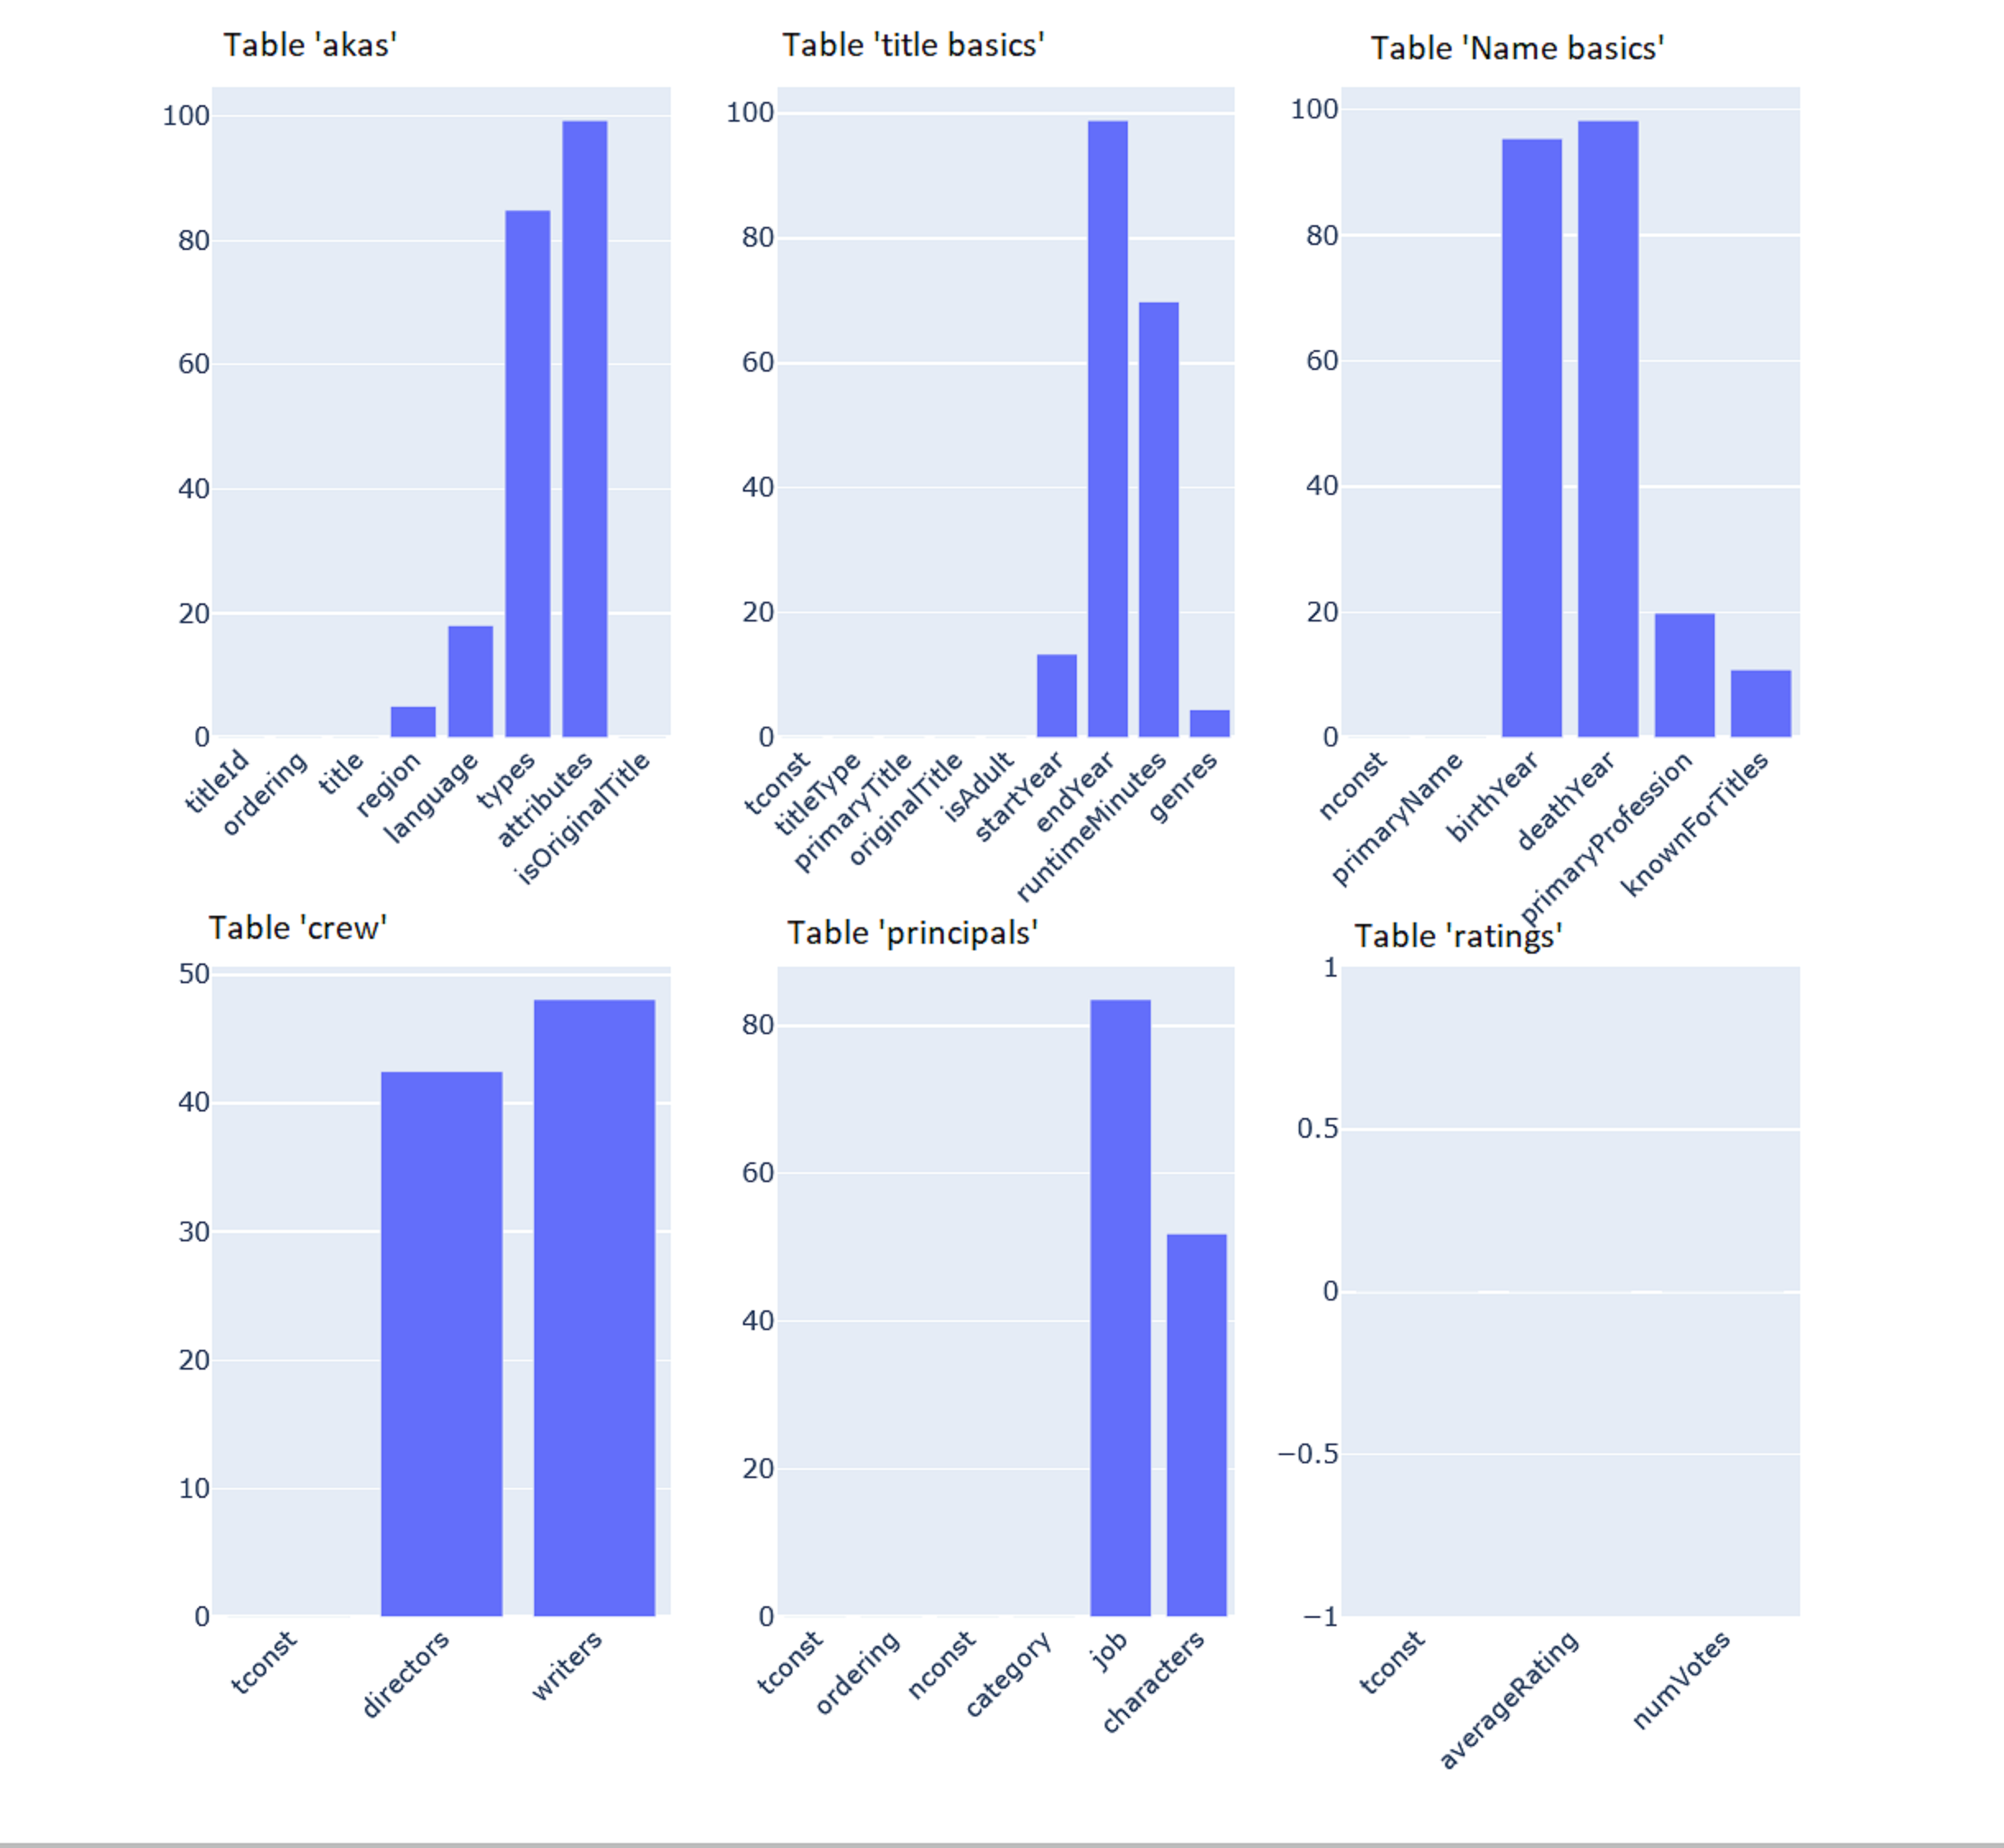 Table 'akas'
100
80
60
40
20
0
titleId
ordering
title
region
language
types
attributes
isOriginalTitle
Table 'title basics'
100
80
60
40
20
0
tconst
titleType
primaryTitle
originalTitle
isAdult
startYear
endYear
runtimeMinutes
genres
Table 'Name basics'
100
80
60
40
20
0
nconst
primaryName
birthYear
deathYear
primaryProfession
knownForTitles
Table 'crew'
50
40
30
20
10
0
tconst
directors
writers
Table 'principals'
80
60
40
20
0
tconst
ordering
nconst
category
job
characters
Table 'ratings'
1
0.5
0
−0.5
−1
tconst
averageRating
numVotes